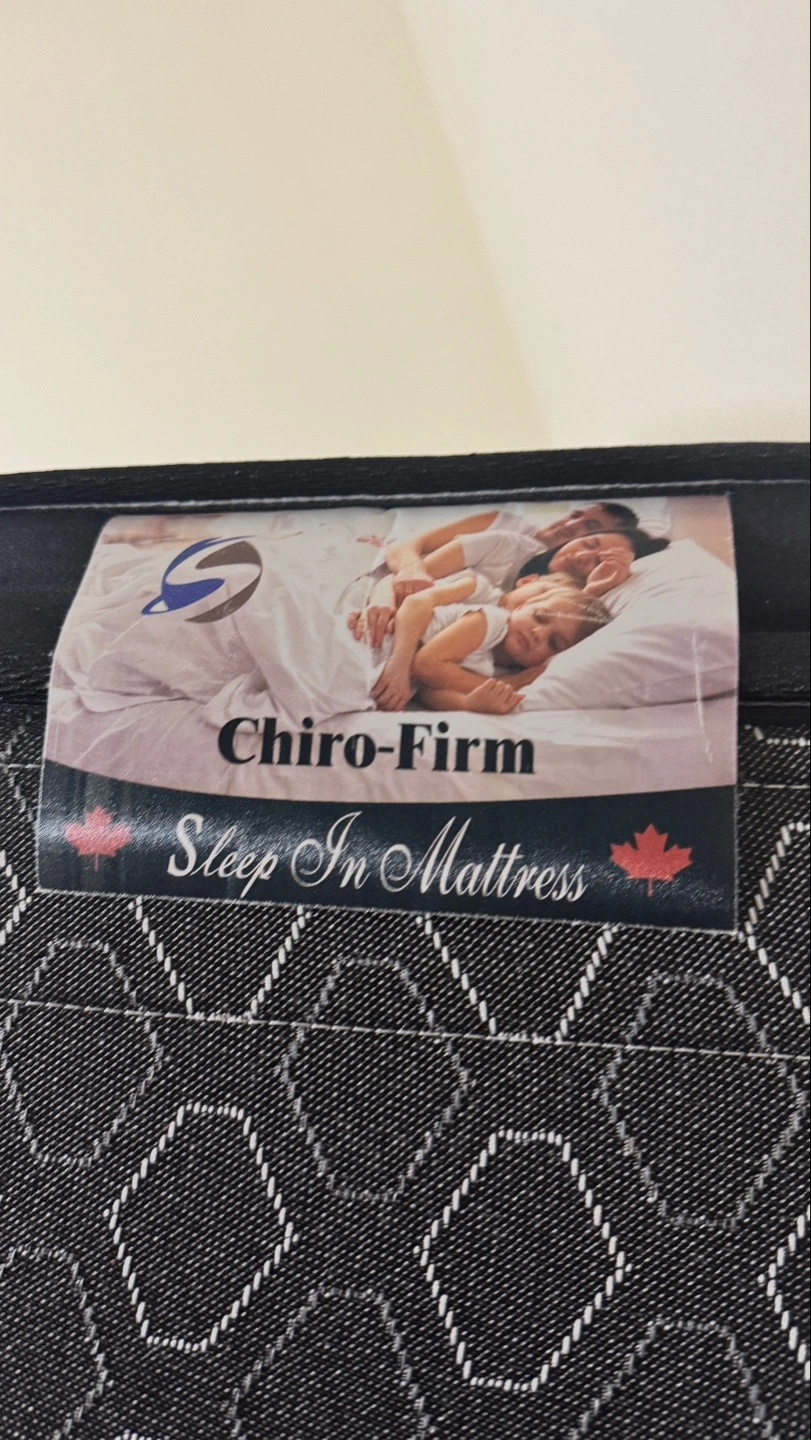 Chiro-Firm
Sleep In Mattress